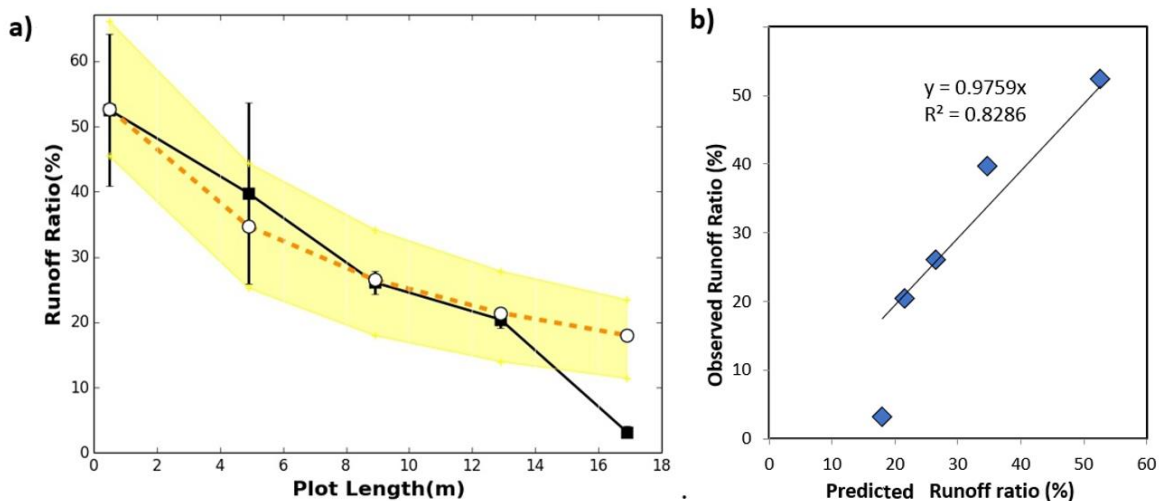 a)
Runoff Ratio(%)
60
50
40
30
20
10
0
0 2 4 6 8 10 12 14 16 18
Plot Length(m)
.
b)
Observed Runoff Ratio (%)
50
40
30
20
10
0
y = 0.9759x
R² = 0.8286
0 10 20 30 40 50 60
Predicted Runoff ratio (%)